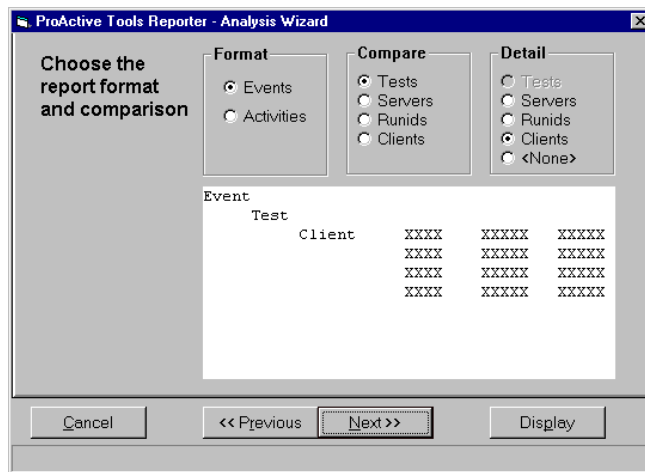 ProActive Tools Reporter - Analysis Wizard
Choose the
report format
and comparison
Format
Events
Activities
Compare
Tests
Servers
Runids
Clients
Detail
Tests
Servers
Runids
Clients
<None>
Event
Test
Client XXXX XXXXX XXXXX
XXXX XXXXX XXXXX
XXXX XXXXX XXXXX
XXXX XXXXX XXXXX
Cancel
<< Previous
Next >>
Display